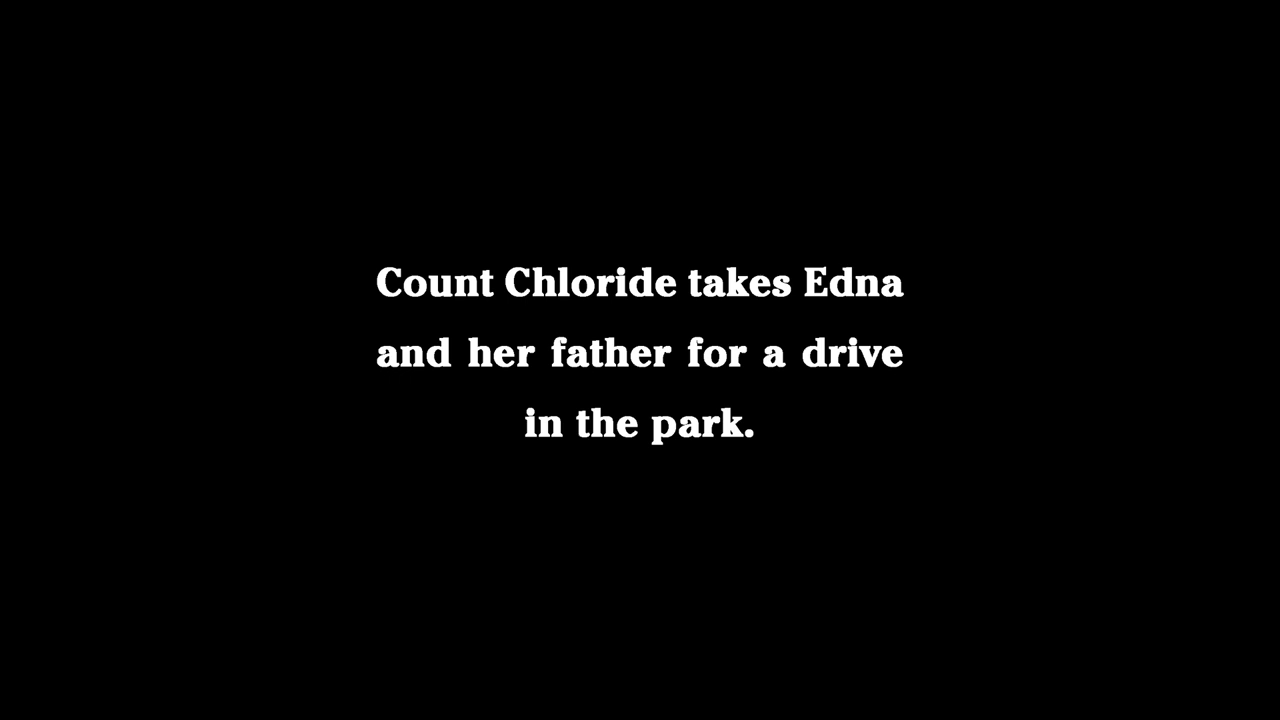 Count Chloride takes Edna
and her father for a drive
in the park.